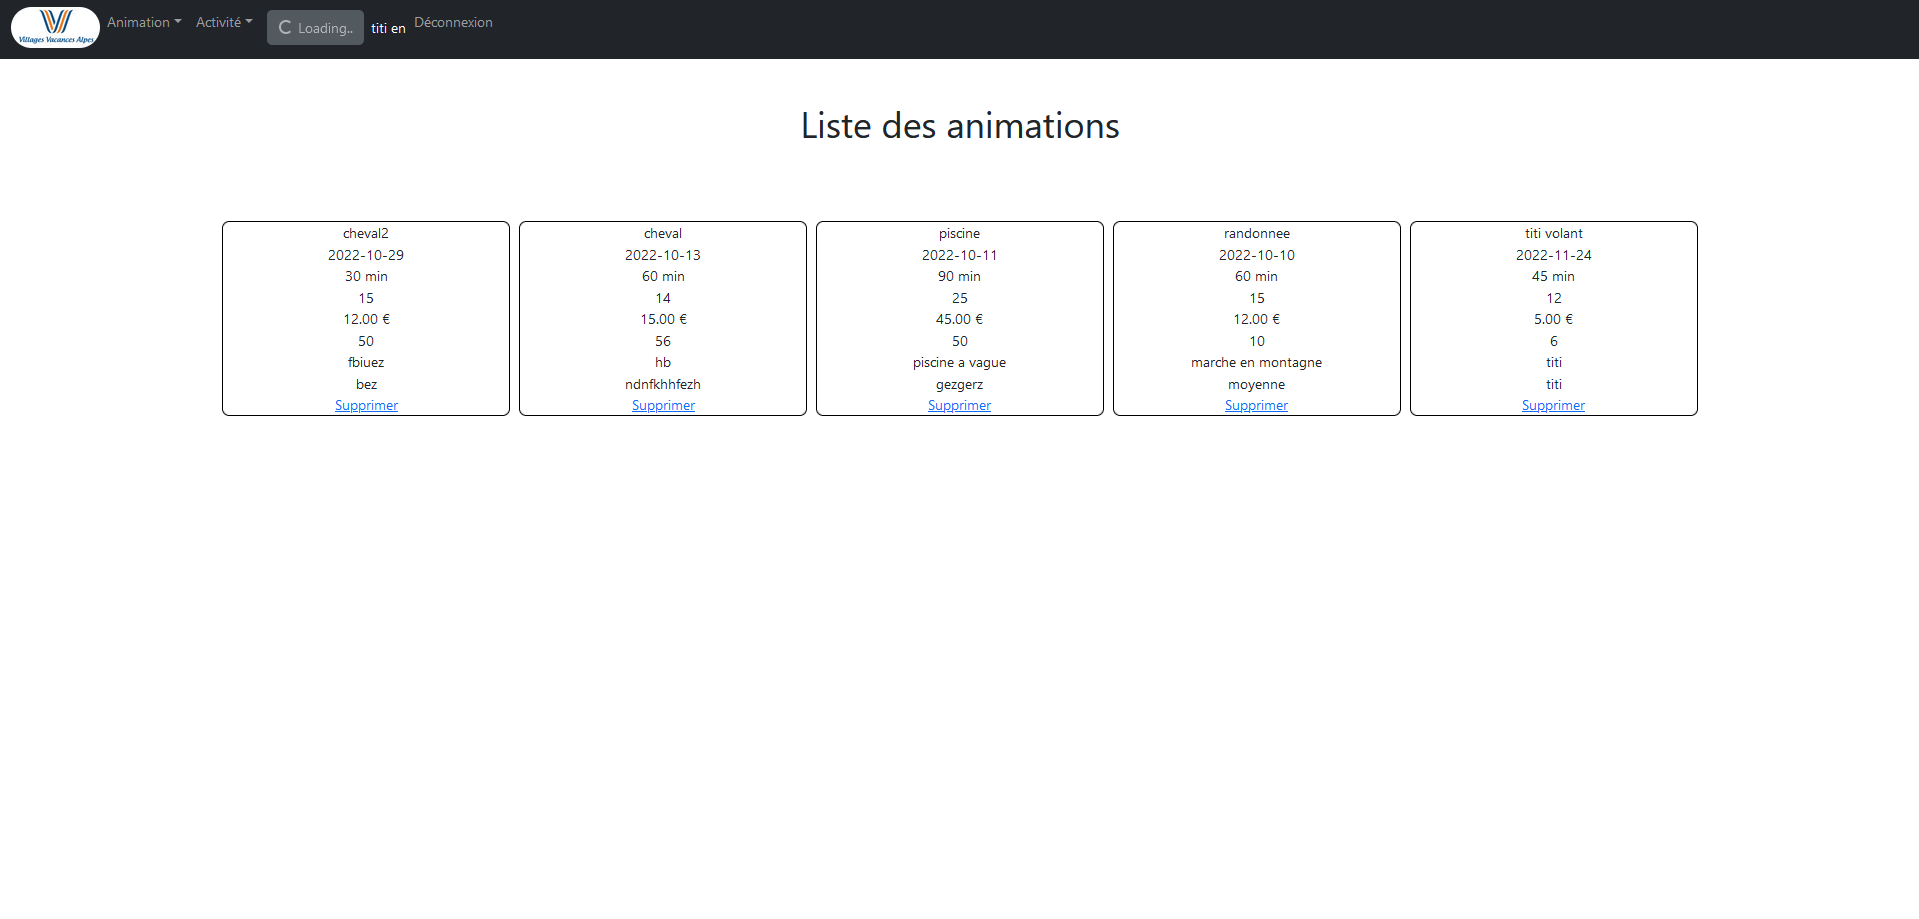 Villages Vacances Alpes
Animation Activité Loading.. titi en Déconnexion
Liste des animations
cheval2
2022-10-29
30 min
15
12.00 €
50
fbiuez
bez
Supprimer
cheval
2022-10-13
60 min
14
15.00 €
56
hb
ndnfkhhfezh
Supprimer
piscine
2022-10-11
90 min
25
45.00 €
50
piscine a vague
gezgerz
Supprimer
randonnee
2022-10-10
60 min
15
12.00 €
10
marche en montagne
moyenne
Supprimer
titi volant
2022-11-24
45 min
12
5.00 €
6
titi
titi
Supprimer